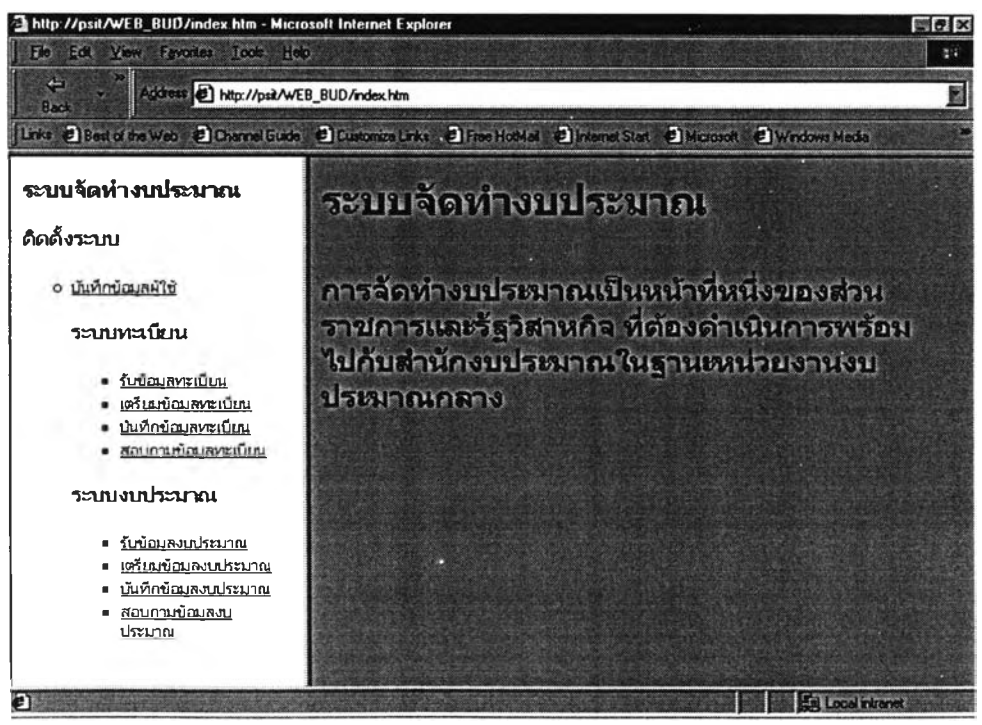 http://psit/WEB_BUD/index.htm - Microsoft Internet Explorer
File Edit View Favorites Tools Help
Back
»
Address http://psit/WEB_BUD/index.htm
Links Best of the Web Channel Guide Customize Links Free HotMail Internet Start Microsoft Windows Media »
ระบบจัดทำงบประมาณ
ติดตั้งระบบ
บันทึกข้อมูลผู้ใช้
ระบบทะเบียน
รับข้อมูลทะเบียน
เตรียมข้อมูลทะเบียน
บันทึกข้อมูลทะเบียน
สอบถามข้อมูลทะเบียน
ระบบงบประมาณ
รับข้อมูลงบประมาณ
เตรียมข้อมูลงบประมาณ
บันทึกข้อมูลงบประมาณ
สอบถามข้อมูลงบ
ประมาณ
ระบบจัดทำงบประมาณ
การจัดทำงบประมาณเป็นหน้าที่หนึ่งของส่วน
ราชการและรัฐวิสาหกิจ ที่ต้องดำเนินการพร้อม
ไปกับสำนักงบประมาณในฐานะหน่วยงานงบ
ประมาณกลาง
Local intranet